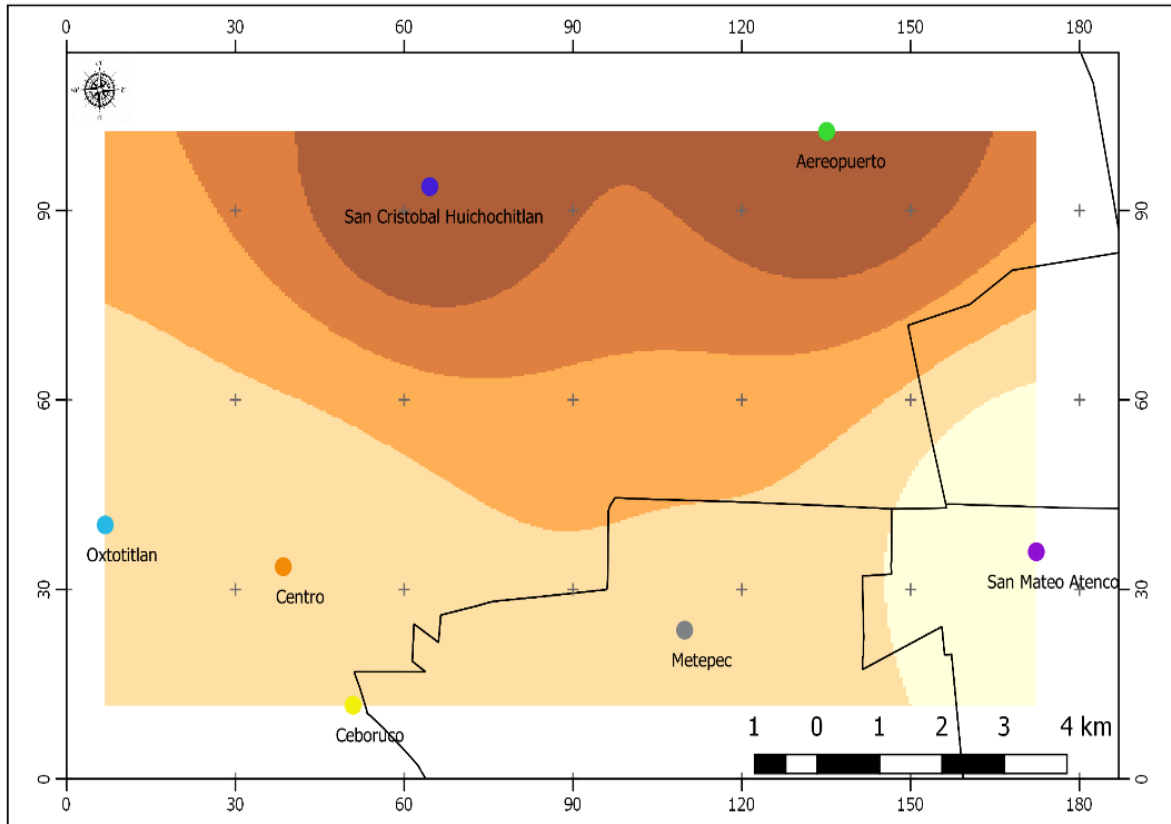 0 30 60 90 120 150 180
Aereopuerto
San Cristobal Huichochitlan
90 90
60 60
Oxtotitlan
Centro
San Mateo Atenco
30 30
Metepec
Ceboruco
1 0 1 2 3 4 km
0 0
0 30 60 90 120 150 180